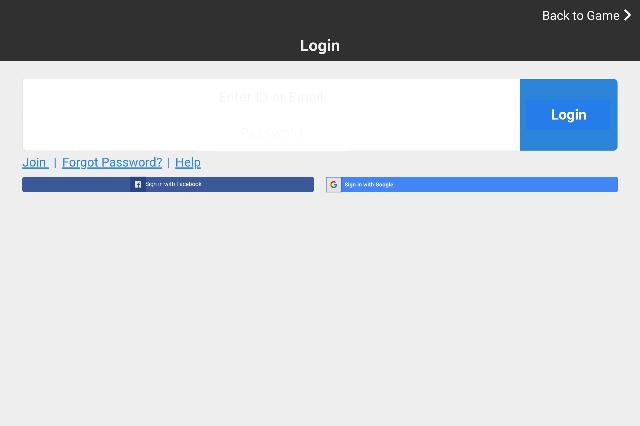 Back to Game
Login
Enter ID or Email
Password
Login
Join | Forgot Password? | Help
Sign in with Facebook
Sign in with Google